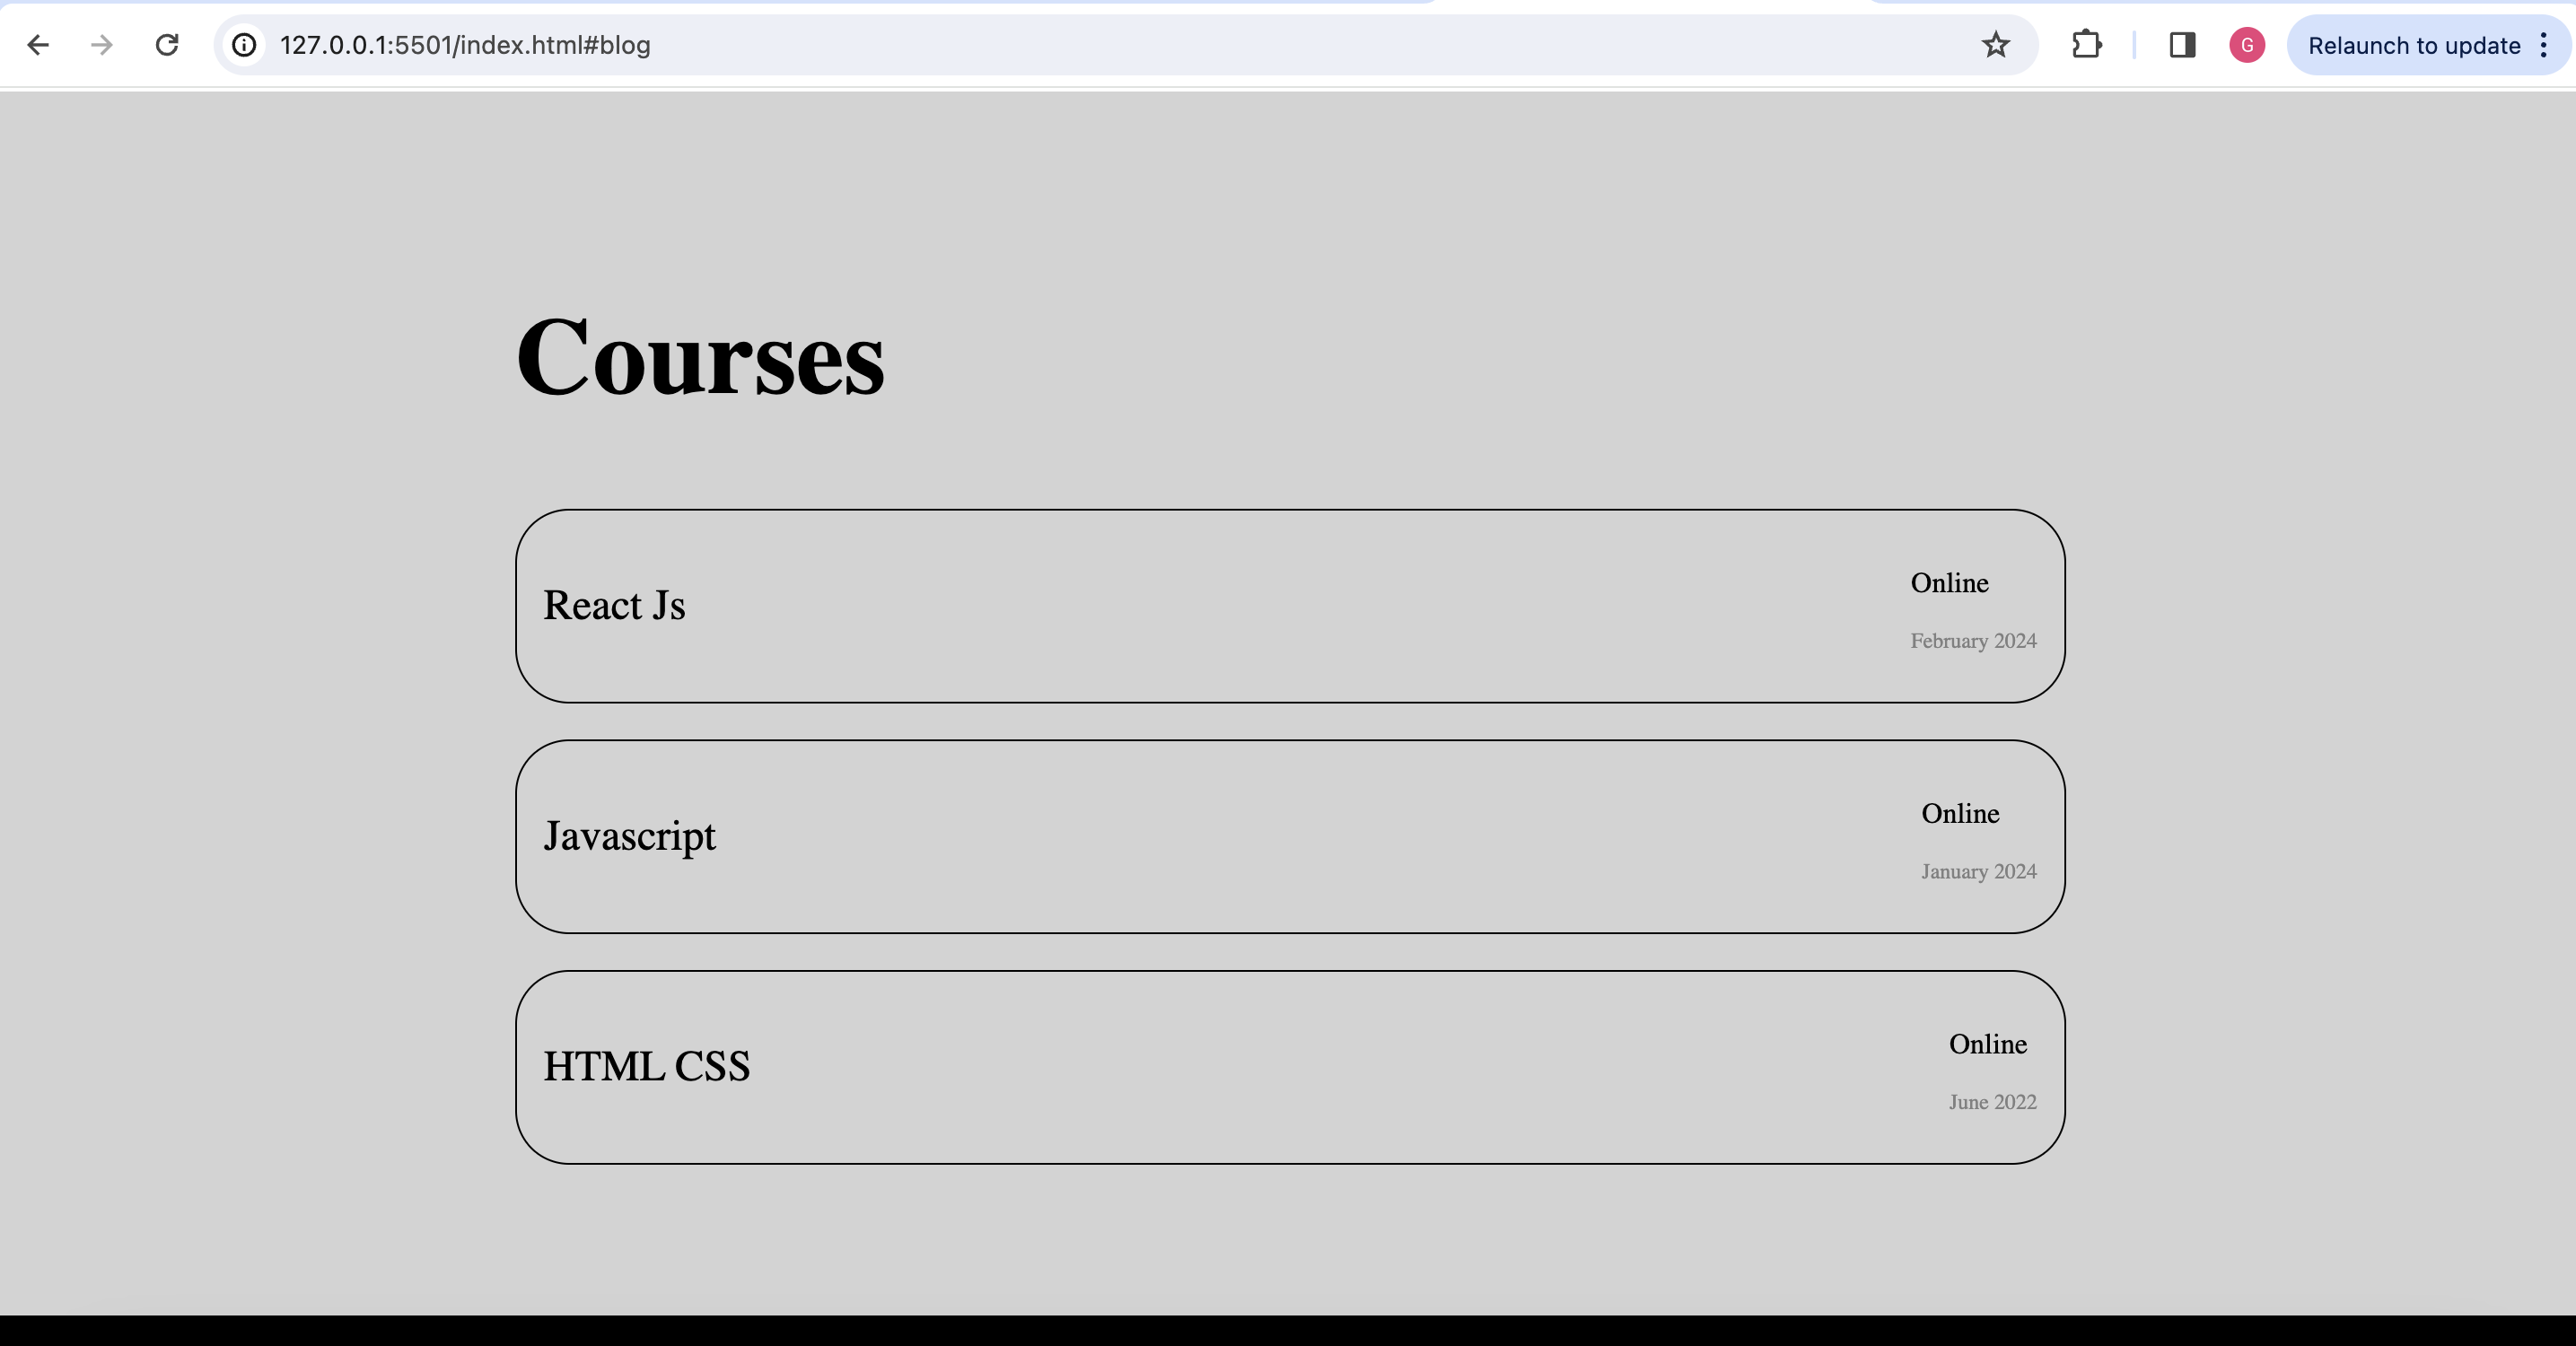 127.0.0.1:5501/index.html#blog
G
Relaunch to update
Courses
React Js
Online
February 2024
Javascript
Online
January 2024
HTML CSS
Online
June 2022